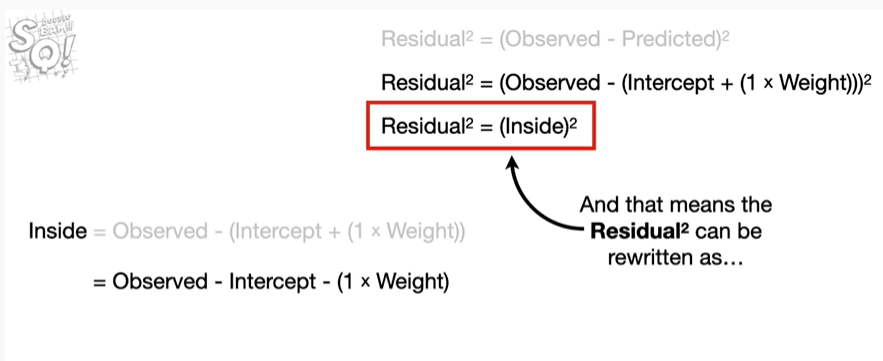 SQ!
Residual² = (Observed - Predicted)²
Residual² = (Observed - (Intercept + (1 × Weight)))²
Residual² = (Inside)²
And that means the
Residual² can be
rewritten as...
Inside = Observed - (Intercept + (1 × Weight))
= Observed - Intercept - (1 × Weight)